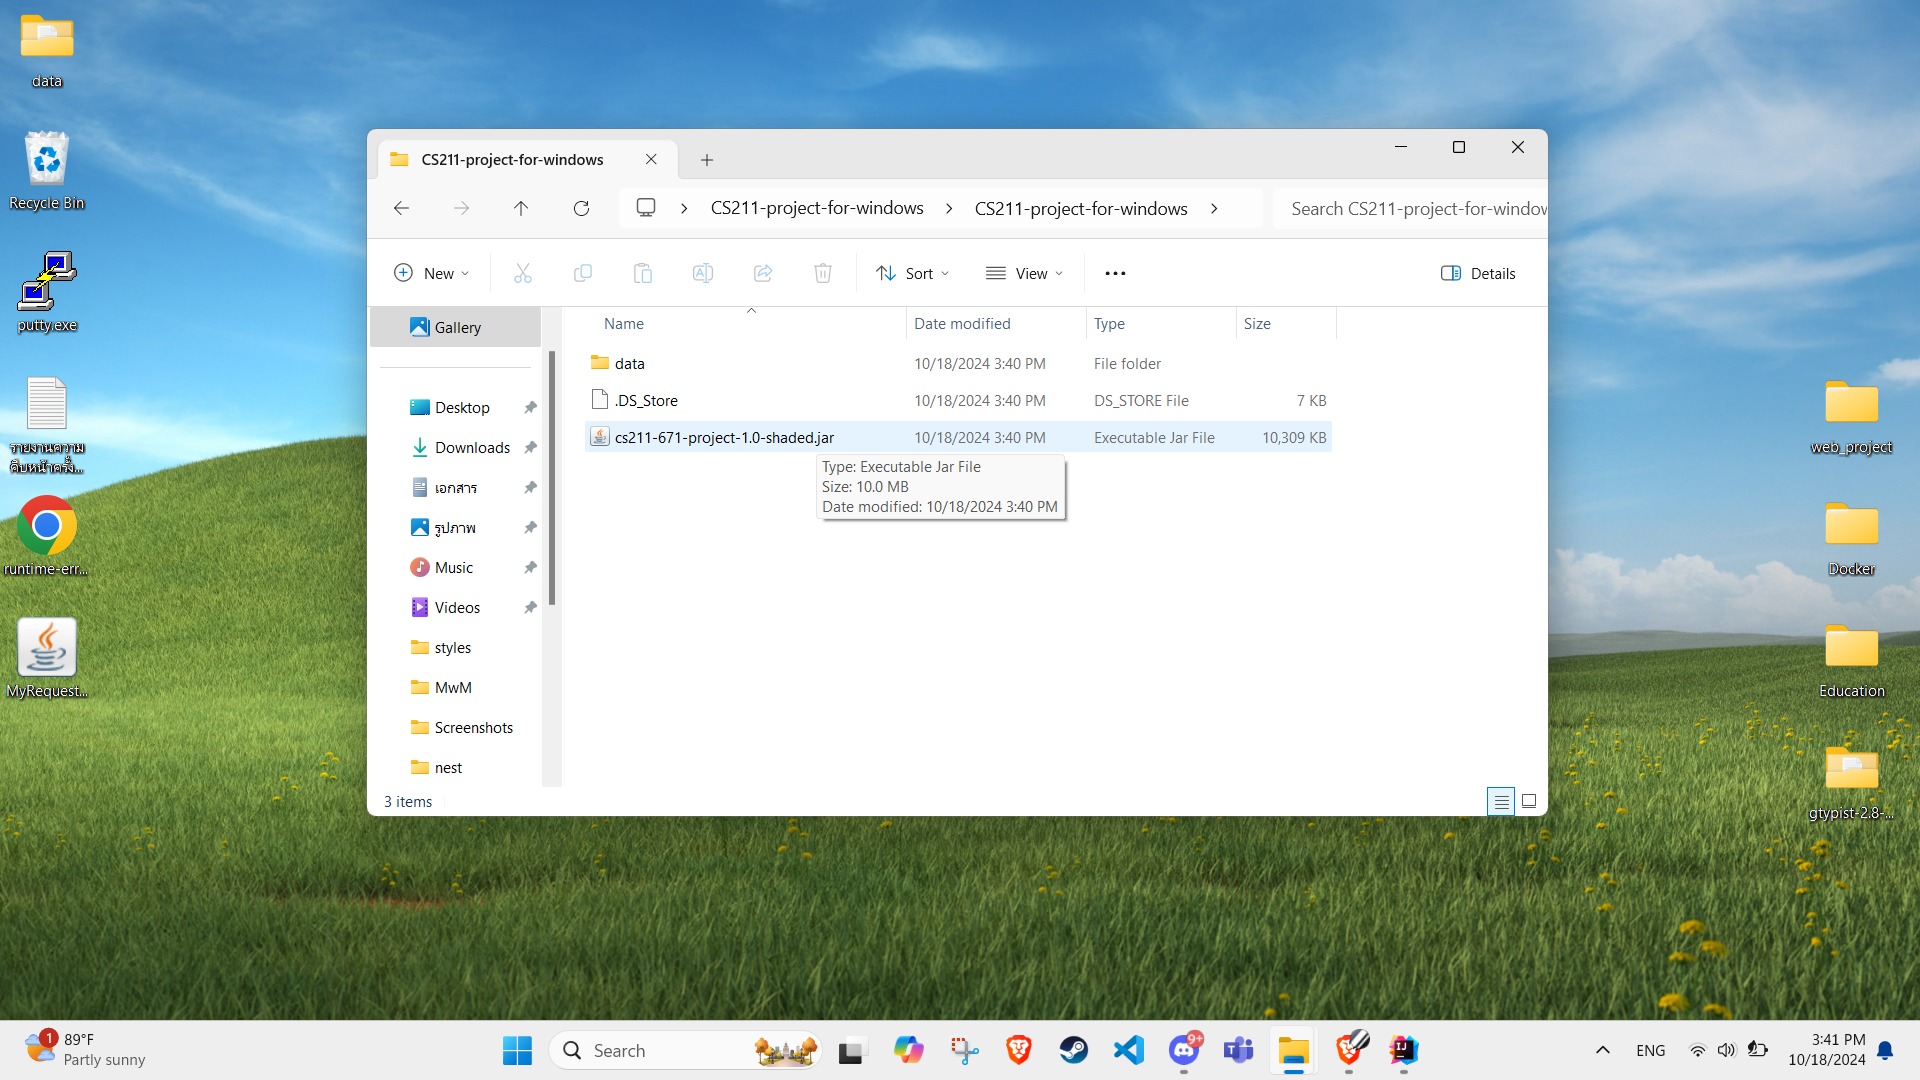 data
Recycle Bin
putty.exe
รายงานความ
คืบหน้าครั้ง...
runtime-err...
MyRequest...
CS211-project-for-windows
CS211-project-for-windows
CS211-project-for-windows
Search CS211-project-for-window
New
Sort
View
Details
Gallery
Desktop
Downloads
เอกสาร
รูปภาพ
Music
Videos
styles
MwM
Screenshots
nest
Name Date modified Type Size
data 10/18/2024 3:40 PM File folder
.DS_Store 10/18/2024 3:40 PM DS_STORE File 7 KB
cs211-671-project-1.0-shaded.jar 10/18/2024 3:40 PM Executable Jar File 10,309 KB
Type: Executable Jar File
Size: 10.0 MB
Date modified: 10/18/2024 3:40 PM
3 items
web_project
Docker
Education
gtypist-2.8-...
1
89°F
Partly sunny
Search
9+
IJ
ENG
3:41 PM
10/18/2024